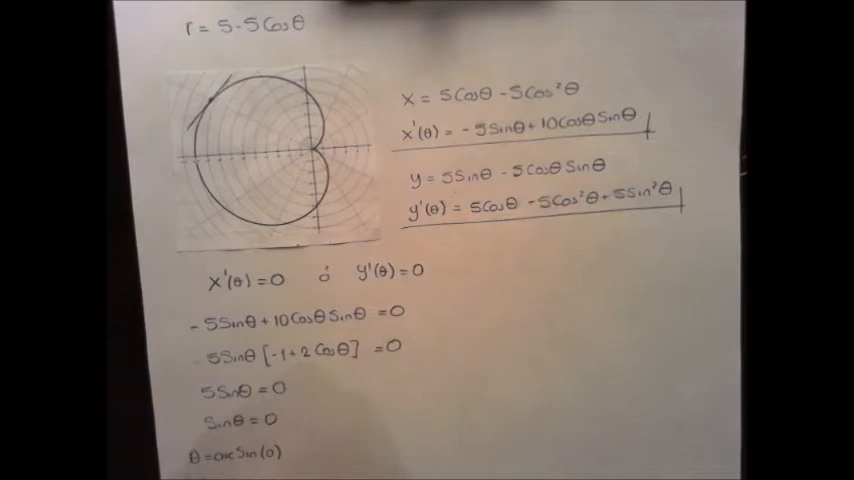 r = 5-5Cosθ
x = 5Cosθ - 5Cos²θ
x'(θ) = - 5Sinθ + 10CosθSinθ
y = 5Sinθ - 5CosθSinθ
y'(θ) = 5Cosθ - 5Cos²θ + 5Sin²θ
x'(θ) = 0 ó y'(θ) = 0
- 5Sinθ + 10CosθSinθ = 0
5Sinθ [-1 + 2Cosθ] = 0
5Sinθ = 0
Sinθ = 0
θ = arcSin(0)